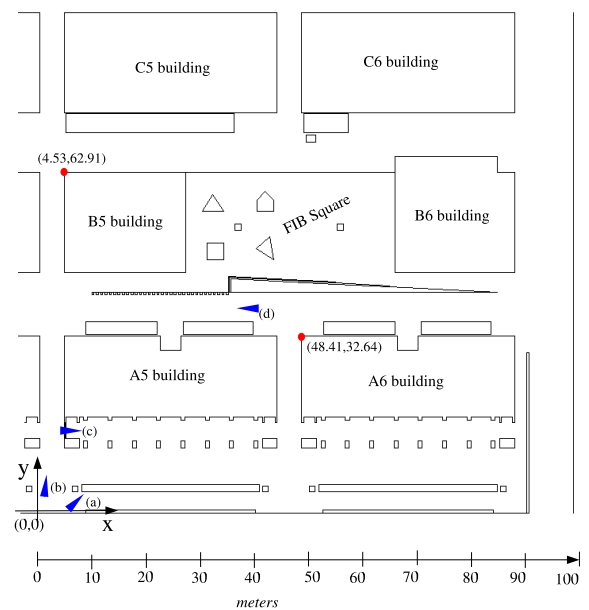 C5 building
C6 building
(4.53,62.91)
B5 building
FIB Square
B6 building
(d)
(48.41,32.64)
A5 building
A6 building
(c)
y
(b)
(a)
(0,0)
x
0 10 20 30 40 50 60 70 80 90 100
meters